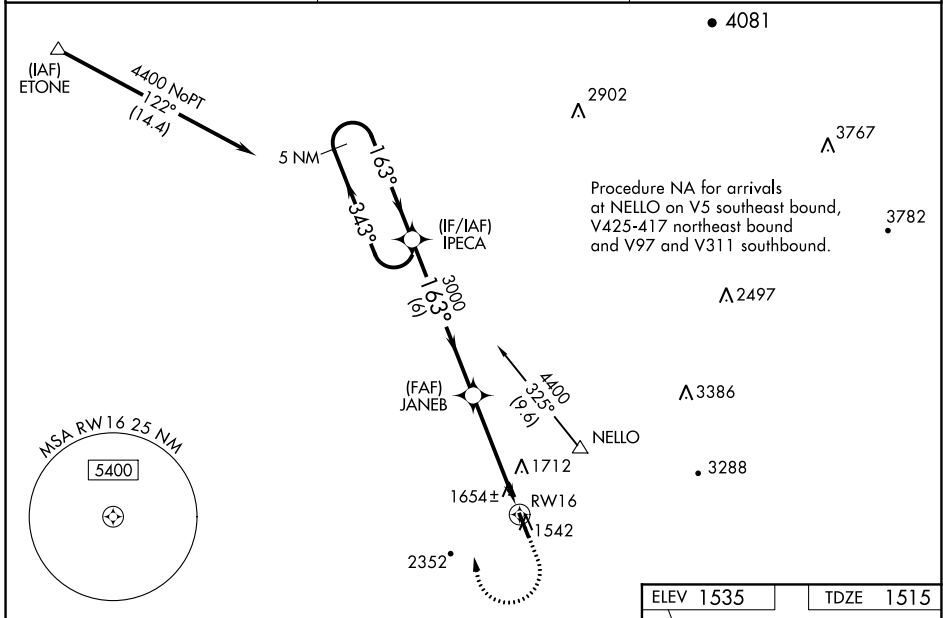 4081
(IAF)
ETONE
4400 NoPT
122°
(14.4)
2902
3767
5 NM
163°
343°
Procedure NA for arrivals
at NELLO on V5 southeast bound,
V425-417 northeast bound
and V97 and V311 southbound.
3782
(IF/IAF)
IPECA
3000
163°
(6)
2497
(FAF)
JANEB
4400
325°
(9.6)
3386
NELLO
MSA RW16 25 NM
5400
1712
3288
1654±
RW16
1542
2352
ELEV 1535
TDZE 1515